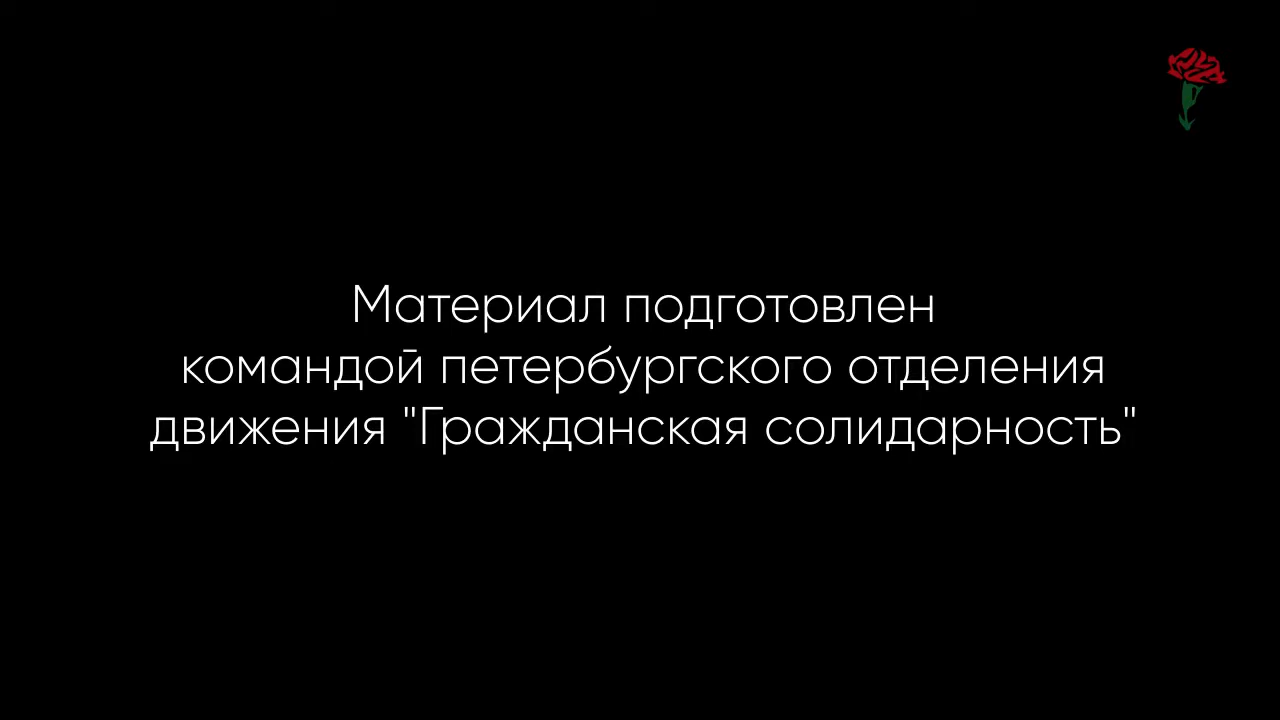 Материал подготовлен
командой петербургского отделения
движения "Гражданская солидарность"